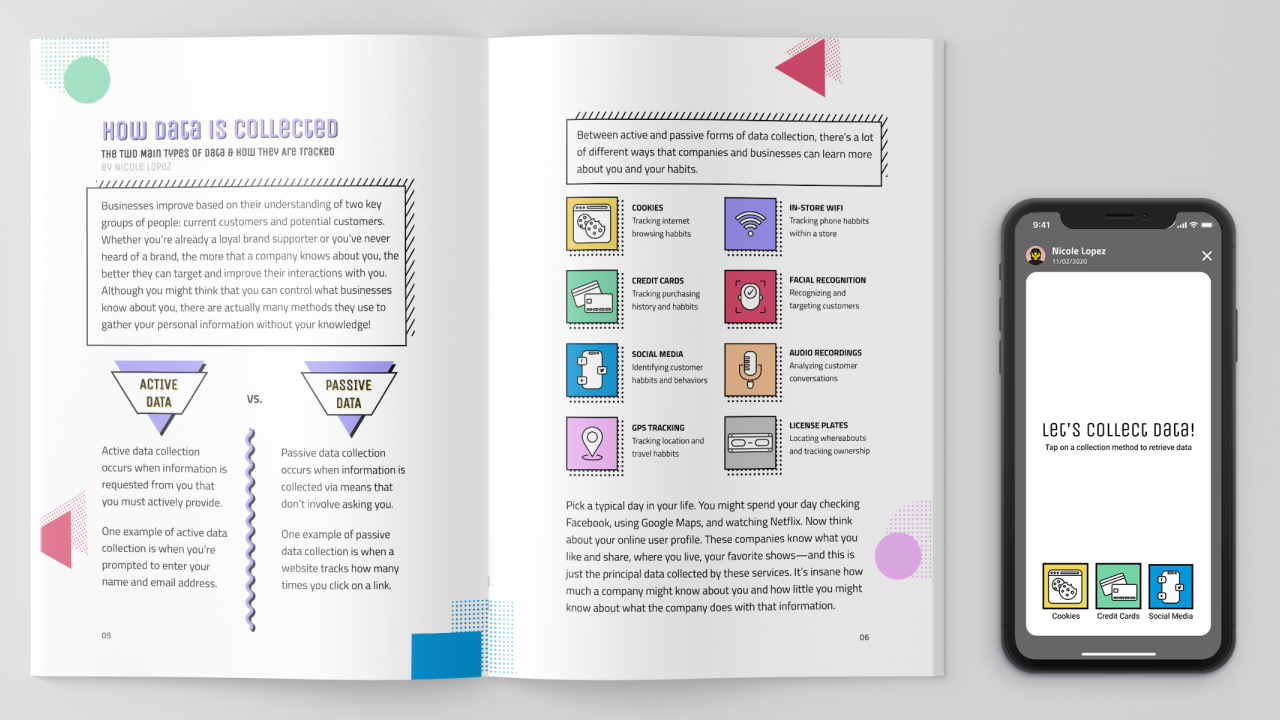 HOW DATA IS COLLECTED
THE TWO MAIN TYPES OF DATA & HOW THEY ARE TRACKED
BY NICOLE LOPEZ
Businesses improve based on their understanding of two key
groups of people: current customers and potential customers.
Whether you're already a loyal brand supporter or you've never
heard of a brand, the more that a company knows about you, the
better they can target and improve their interactions with you.
Although you might think that you can control what businesses
know about you, there are actually many methods they use to
gather your personal information without your knowledge!
ACTIVE
DATA
VS.
PASSIVE
DATA
Active data collection
occurs when information is
requested from you that
you must actively provide.
One example of active data
collection is when you're
prompted to enter your
name and email address.
Passive data collection
occurs when information is
collected via means that
don't involve asking you.
One example of passive
data collection is when a
website tracks how many
times you click on a link.
05
Between active and passive forms of data collection, there's a lot
of different ways that companies and businesses can learn more
about you and your habits.
COOKIES
Tracking internet
browsing habbits
IN-STORE WIFI
Tracking phone habbits
within a store
CREDIT CARDS
Tracking purchasing
history and habbits
FACIAL RECOGNITION
Recognizing and
targeting customers
SOCIAL MEDIA
Identifying customer
habbits and behaviors
AUDIO RECORDINGS
Analyzing customer
conversations
GPS TRACKING
Tracking location and
travel habbits
LICENSE PLATES
Locating whereabouts
and tracking ownership
Pick a typical day in your life. You might spend your day checking
Facebook, using Google Maps, and watching Netflix. Now think
about your online user profile. These companies know what you
like and share, where you live, your favorite shows—and this is
just the principal data collected by these services. It's insane how
much a company might know about you and how little you might
know about what the company does with that information.
06
9:41
Nicole Lopez
11/02/2020
LET'S COLLECT DATA!
Tap on a collection method to retrieve data
Cookies
Credit Cards
Social Media